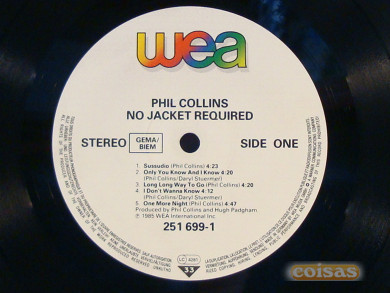 wea
PHIL COLLINS
NO JACKET REQUIRED
STEREO
GEMA/
BIEM
SIDE ONE
1. Sussudio (Phil Collins) 4:23
2. Only You Know And I Know 4:20
(Phil Collins/Daryl Stuermer)
3. Long Long Way To Go (Phil Collins) 4:20
4. I Don't Wanna Know 4:12
(Phil Collins/Daryl Stuermer)
5. One More Night (Phil Collins) 4:47
Produced by Phil Collins and Hugh Padgham
℗ 1985 WEA International Inc.
251 699-1
LC 4281
33
coisas